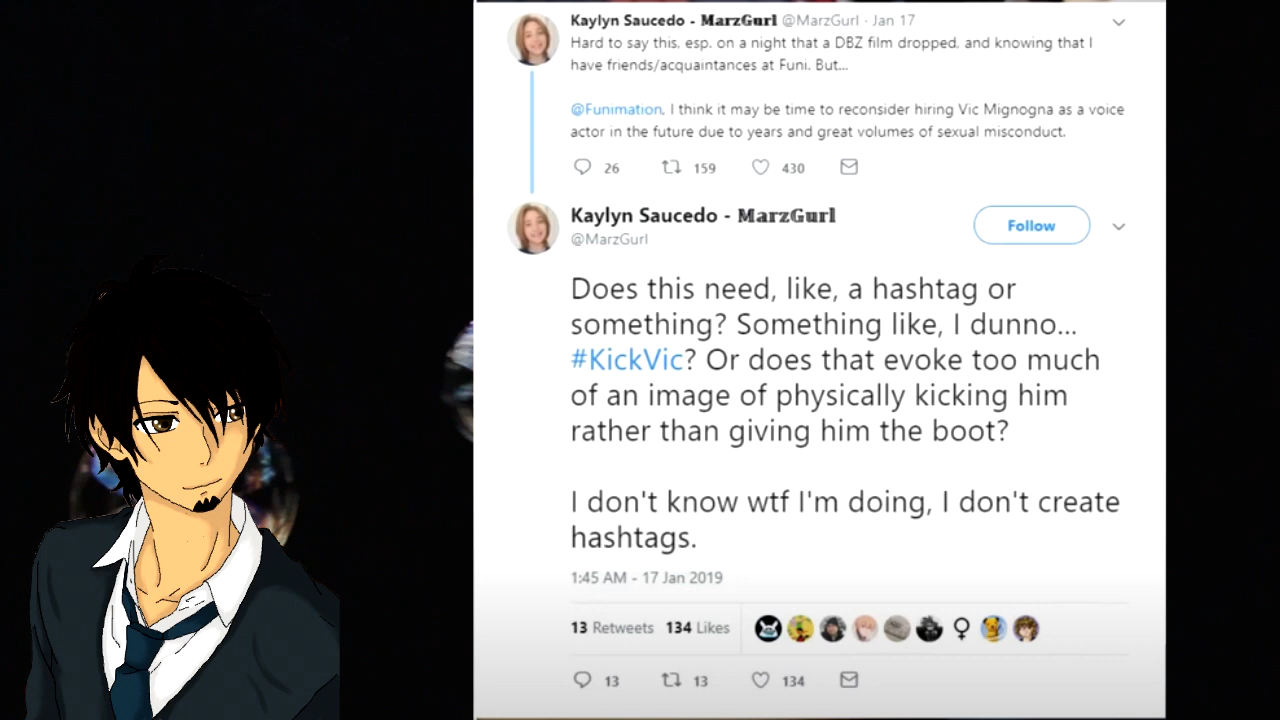 Kaylyn Saucedo - MarzGurl @MarzGurl · Jan 17
Hard to say this, esp. on a night that a DBZ film dropped, and knowing that I
have friends/acquaintances at Funi. But...
@Funimation, I think it may be time to reconsider hiring Vic Mignogna as a voice
actor in the future due to years and great volumes of sexual misconduct.
26 159 430
Kaylyn Saucedo - MarzGurl
@MarzGurl
Follow
Does this need, like, a hashtag or
something? Something like, I dunno...
#KickVic? Or does that evoke too much
of an image of physically kicking him
rather than giving him the boot?
I don't know wtf I'm doing, I don't create
hashtags.
1:45 AM - 17 Jan 2019
13 Retweets 134 Likes
13 13 134